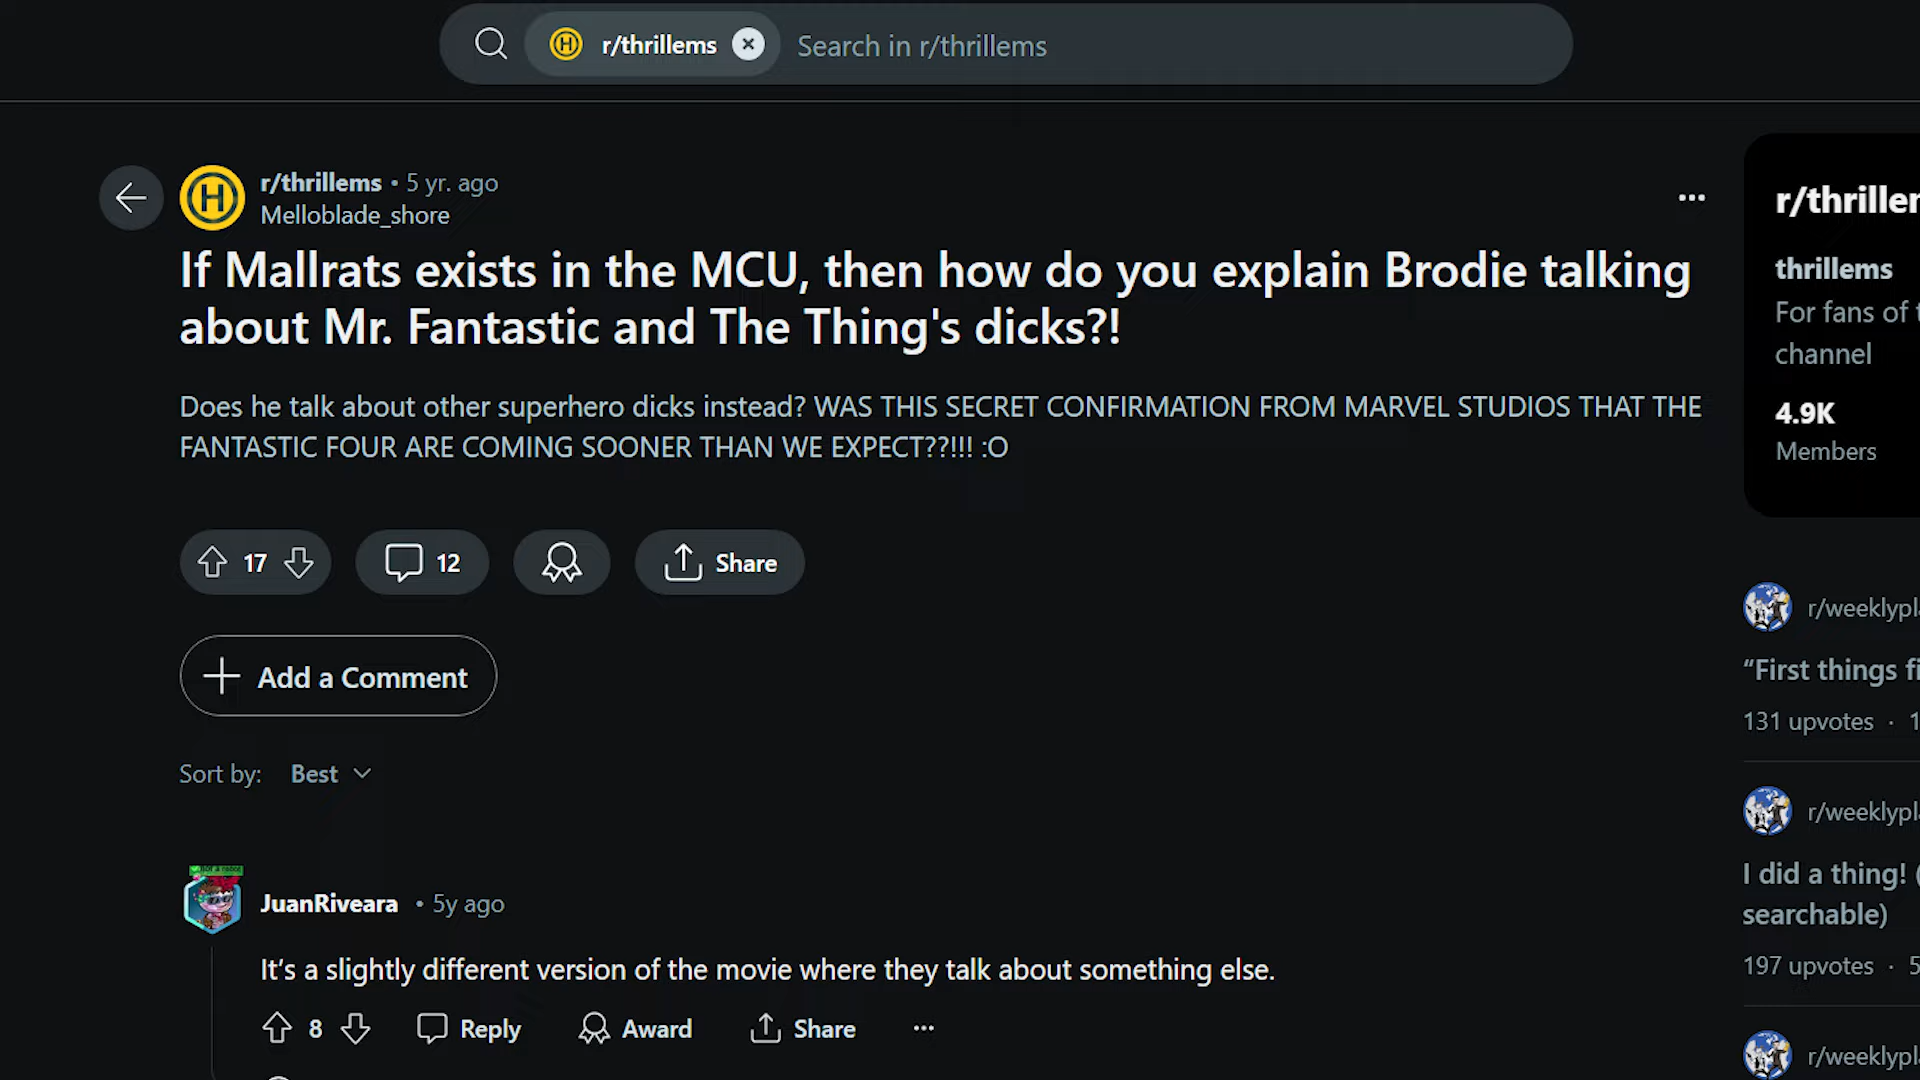 r/thrillems
Search in r/thrillems
r/thrillems • 5 yr. ago
Melloblade_shore
If Mallrats exists in the MCU, then how do you explain Brodie talking
about Mr. Fantastic and The Thing's dicks?!
Does he talk about other superhero dicks instead? WAS THIS SECRET CONFIRMATION FROM MARVEL STUDIOS THAT THE
FANTASTIC FOUR ARE COMING SOONER THAN WE EXPECT??!!! :O
17
12
Share
Add a Comment
Sort by: Best
JuanRiveara • 5y ago
It’s a slightly different version of the movie where they talk about something else.
8
Reply
Award
Share
r/thriller
thrillems
For fans of
channel
4.9K
Members
r/weeklypla
“First things fi
131 upvotes · 1
r/weeklypla
I did a thing! (
searchable)
197 upvotes · 5
r/weeklypla